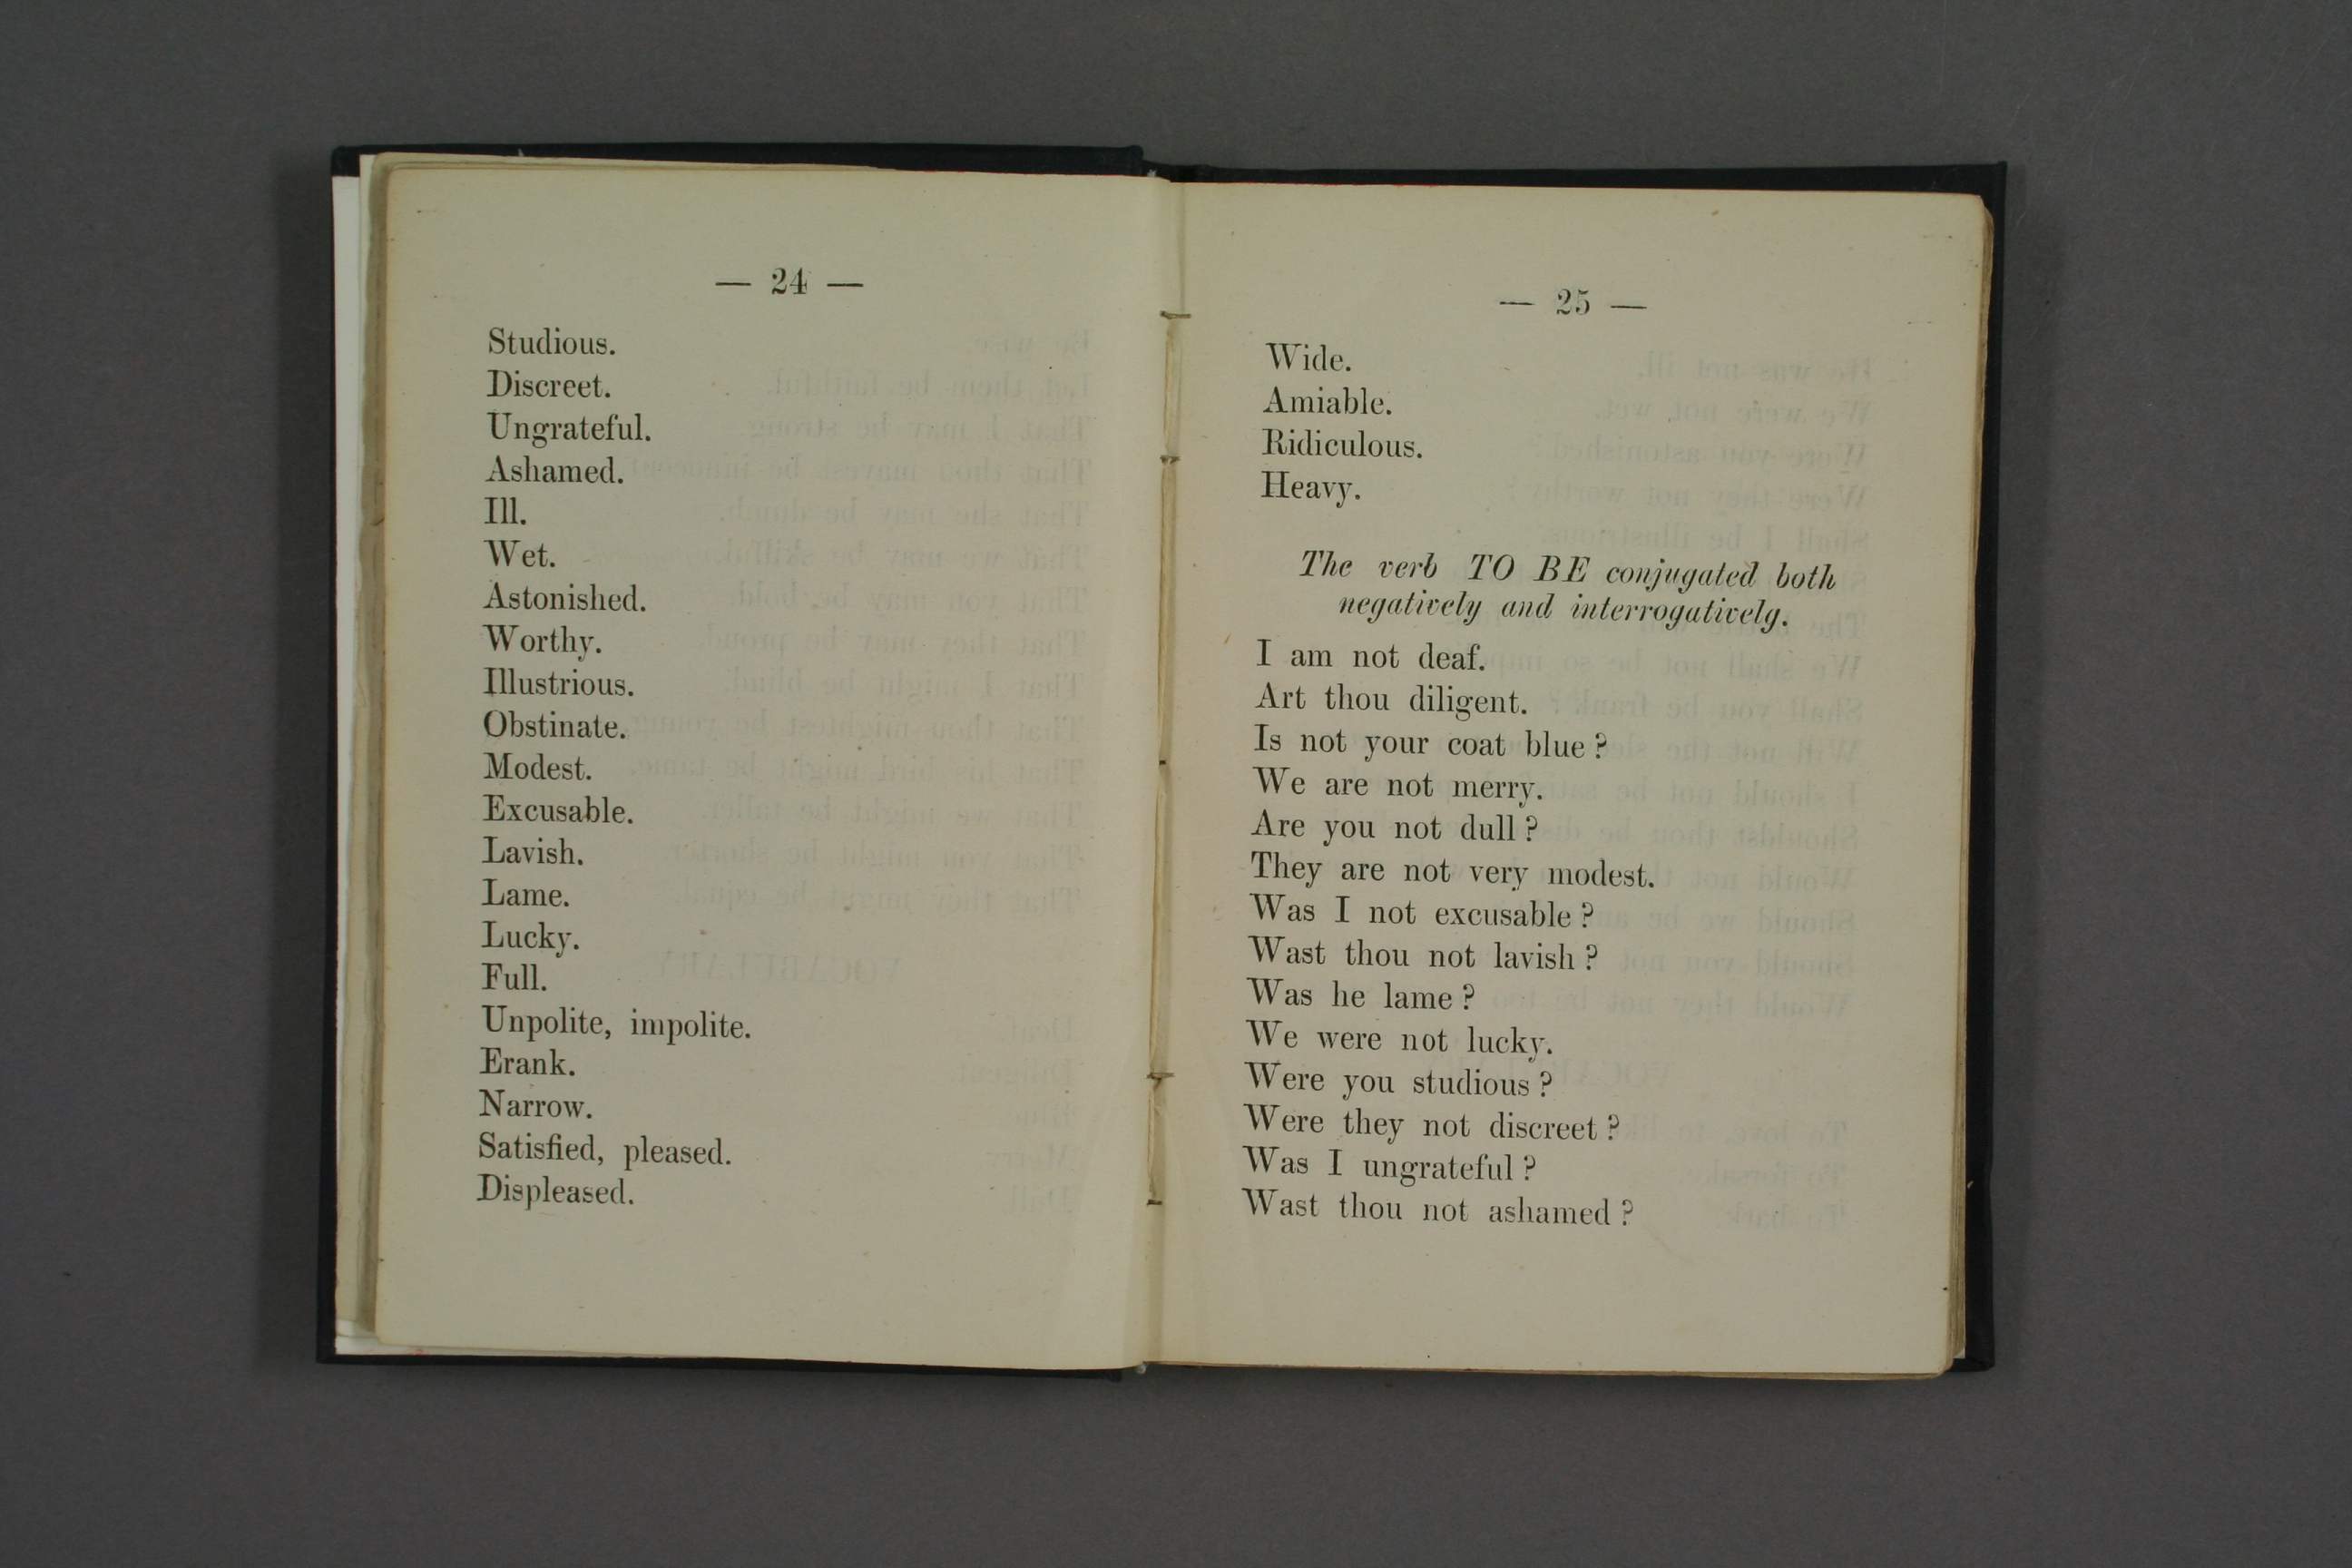 — 24 —
Studious.
Discreet.
Ungrateful.
Ashamed.
Ill.
Wet.
Astonished.
Worthy.
Illustrious.
Obstinate.
Modest.
Excusable.
Lavish.
Lame.
Lucky.
Full.
Unpolite, impolite.
Erank.
Narrow.
Satisfied, pleased.
Displeased.
— 25 —
Wide.
Amiable.
Ridiculous.
Heavy.
The verb TO BE conjugated both
negatively and interrogatively.
I am not deaf.
Art thou diligent.
Is not your coat blue ?
We are not merry.
Are you not dull ?
They are not very modest.
Was I not excusable ?
Wast thou not lavish ?
Was he lame ?
We were not lucky.
Were you studious ?
Were they not discreet ?
Was I ungrateful ?
Wast thou not ashamed ?